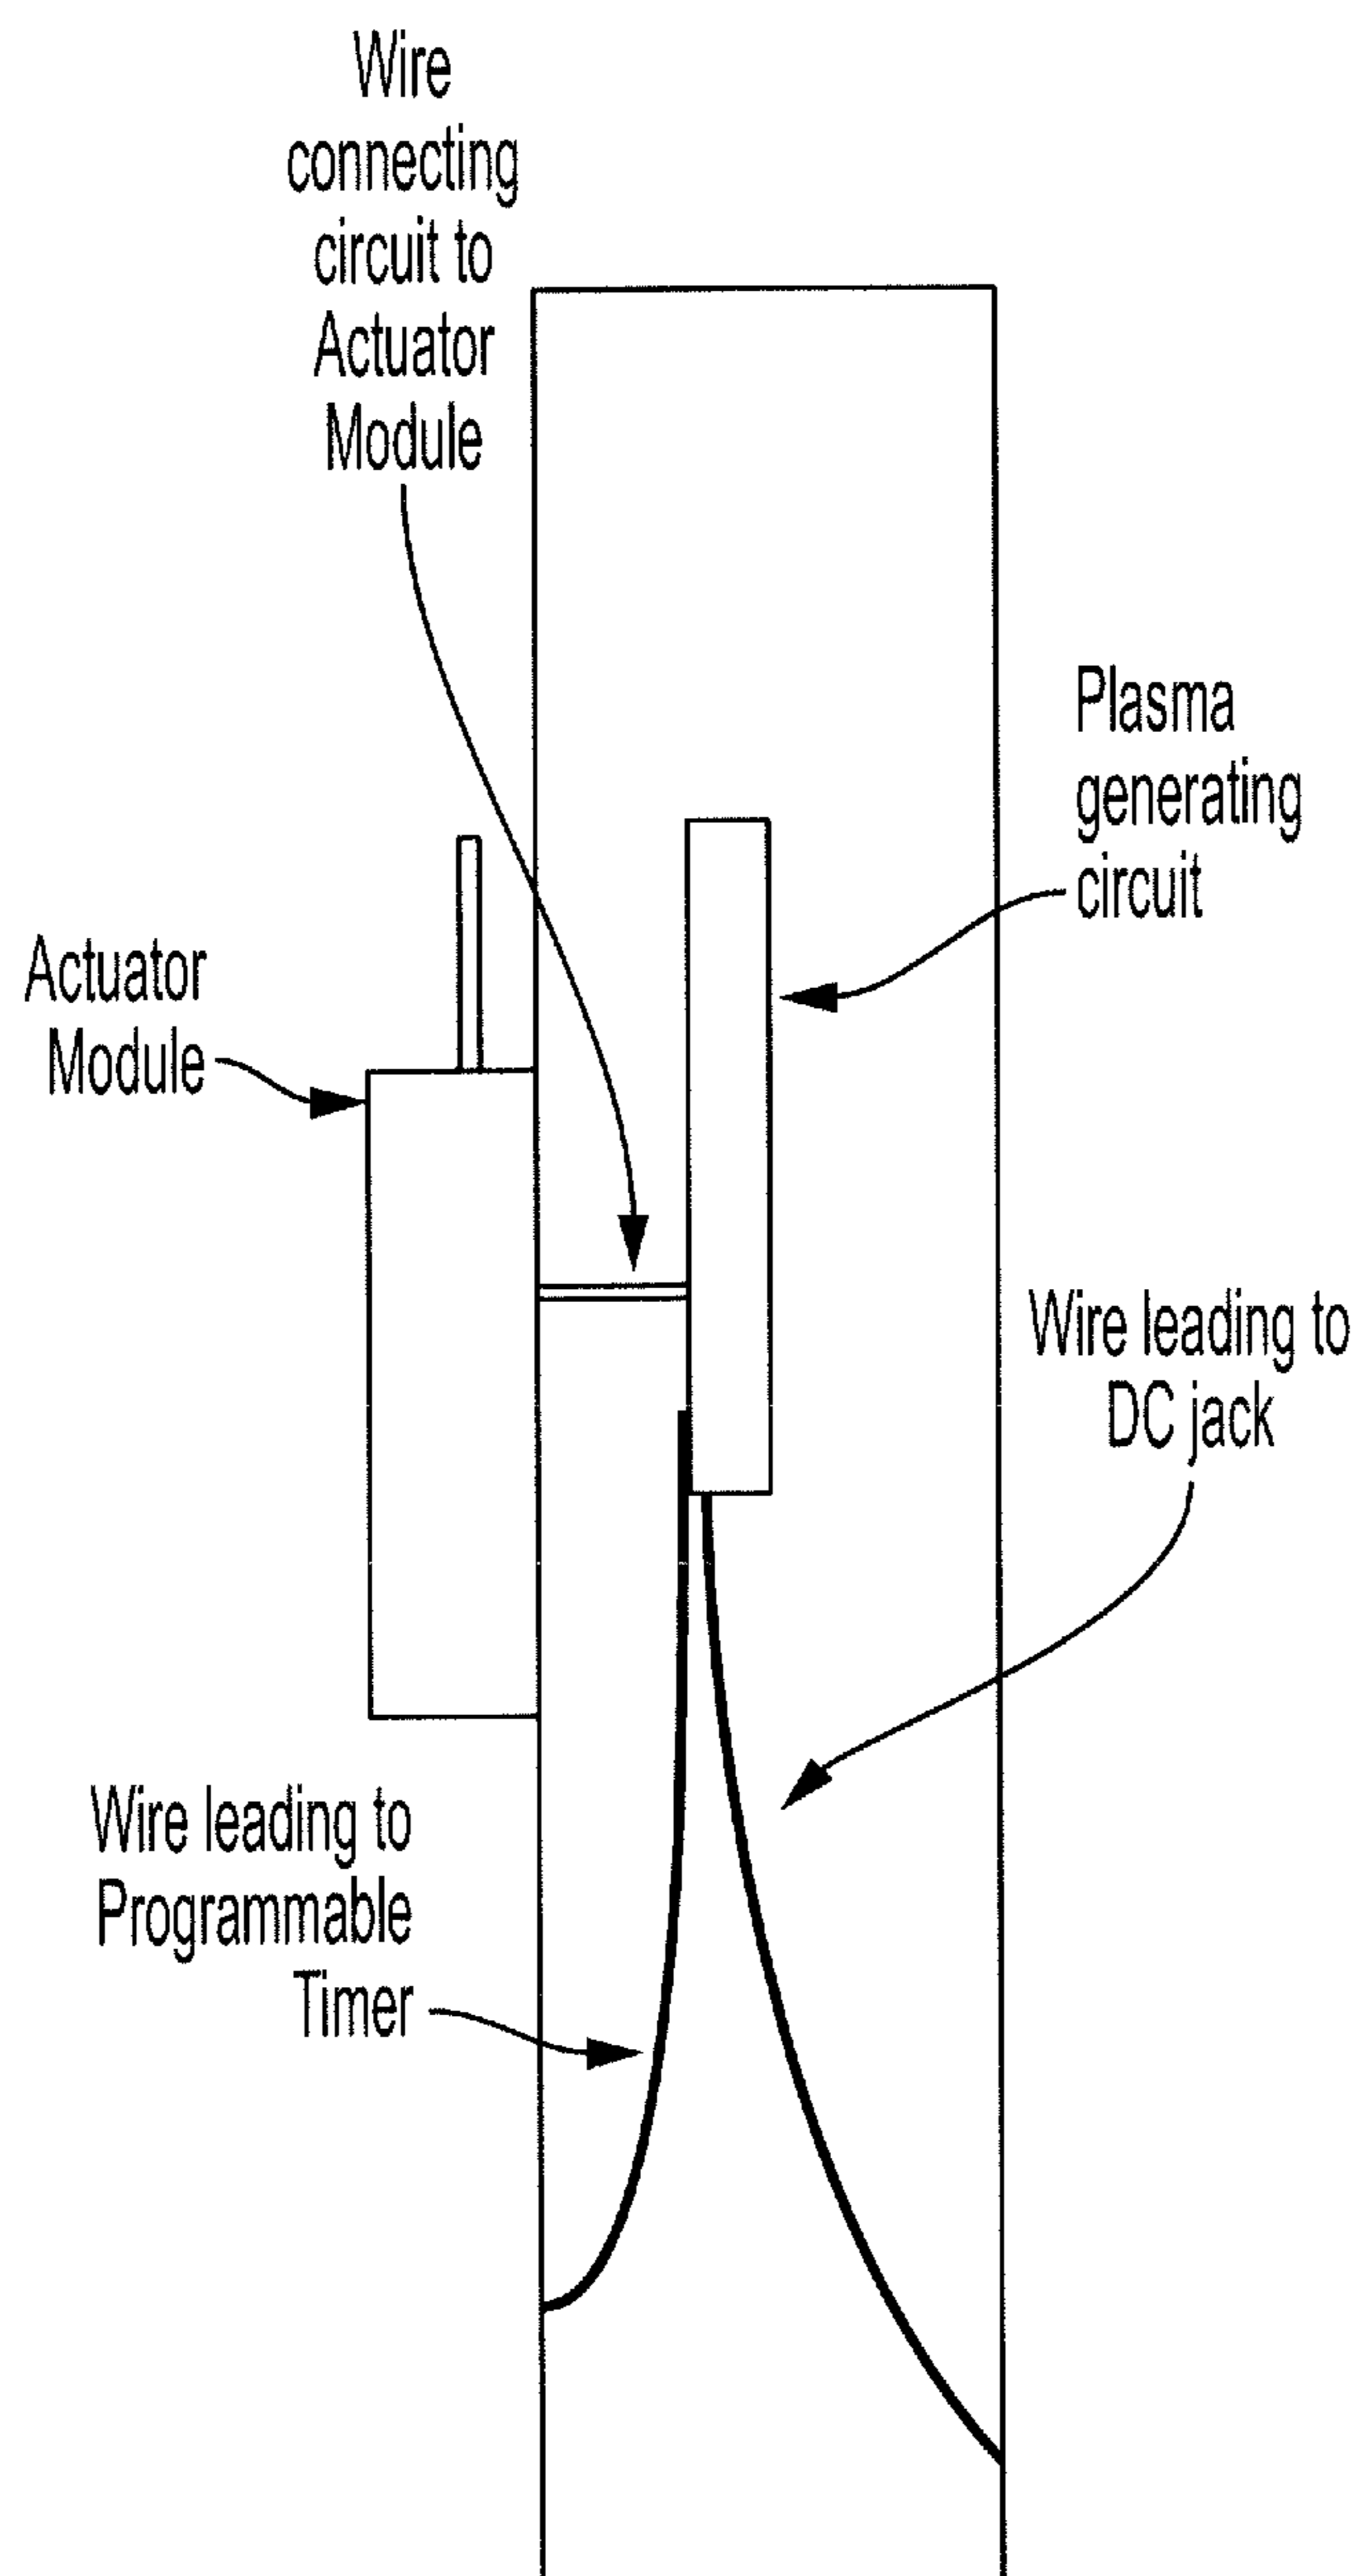 Wire
connecting
circuit to
Actuator
Module
Plasma
generating
circuit
Actuator
Module
Wire leading to
DC jack
Wire leading to
Programmable
Timer